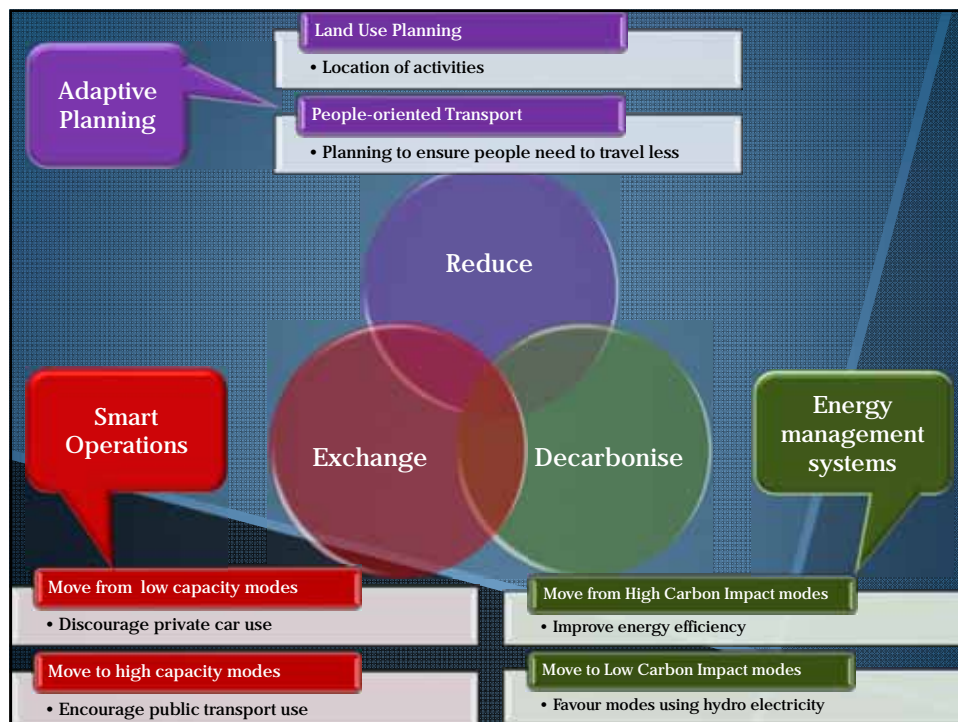 Land Use Planning
• Location of activities
Adaptive
Planning
People-oriented Transport
• Planning to ensure people need to travel less
Reduce
Smart
Operations
Energy
management
systems
Exchange
Decarbonise
Move from low capacity modes
• Discourage private car use
Move to high capacity modes
• Encourage public transport use
Move from High Carbon Impact modes
• Improve energy efficiency
Move to Low Carbon Impact modes
• Favour modes using hydro electricity